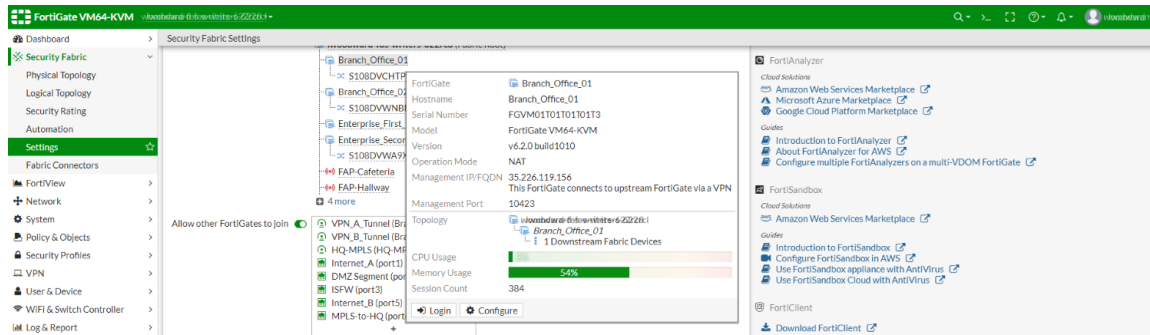 FortiGate VM64-KVM
Dashboard
Security Fabric
Physical Topology
Logical Topology
Security Rating
Automation
Settings
Fabric Connectors
FortiView
Network
System
Policy & Objects
Security Profiles
VPN
User & Device
WiFi & Switch Controller
Log & Report
Security Fabric Settings
Branch_Office_01
S108DVCHTP
Branch_Office_02
S108DVWNB
Enterprise_First_
Enterprise_Secor
S108DVWA9X
FAP-Cafeteria
FAP-Hallway
4 more
Allow other FortiGates to join
VPN_A_Tunnel (Bra
VPN_B_Tunnel (Bra
HQ-MPLS (HQ-MP
Internet_A (port1)
DMZ Segment (por
ISFW (port3)
Internet_B (port5)
MPLS-to-HQ (port
+
FortiGate Branch_Office_01
Hostname Branch_Office_01
Serial Number FGVM01T01T01T01T3
Model FortiGate VM64-KVM
Version v6.2.0 build1010
Operation Mode NAT
Management IP/FQDN 35.226.119.156
This FortiGate connects to upstream FortiGate via a VPN
Management Port 10423
Topology
Branch_Office_01
1 Downstream Fabric Devices
CPU Usage
Memory Usage 54%
Session Count 384
Login Configure
FortiAnalyzer
Cloud Solutions
Amazon Web Services Marketplace
Microsoft Azure Marketplace
Google Cloud Platform Marketplace
Guides
Introduction to FortiAnalyzer
About FortiAnalyzer for AWS
Configure multiple FortiAnalyzers on a multi-VDOM FortiGate
FortiSandbox
Cloud Solutions
Amazon Web Services Marketplace
Guides
Introduction to FortiSandbox
Configure FortiSandbox in AWS
Use FortiSandbox appliance with AntiVirus
Use FortiSandbox Cloud with AntiVirus
FortiClient
Download FortiClient